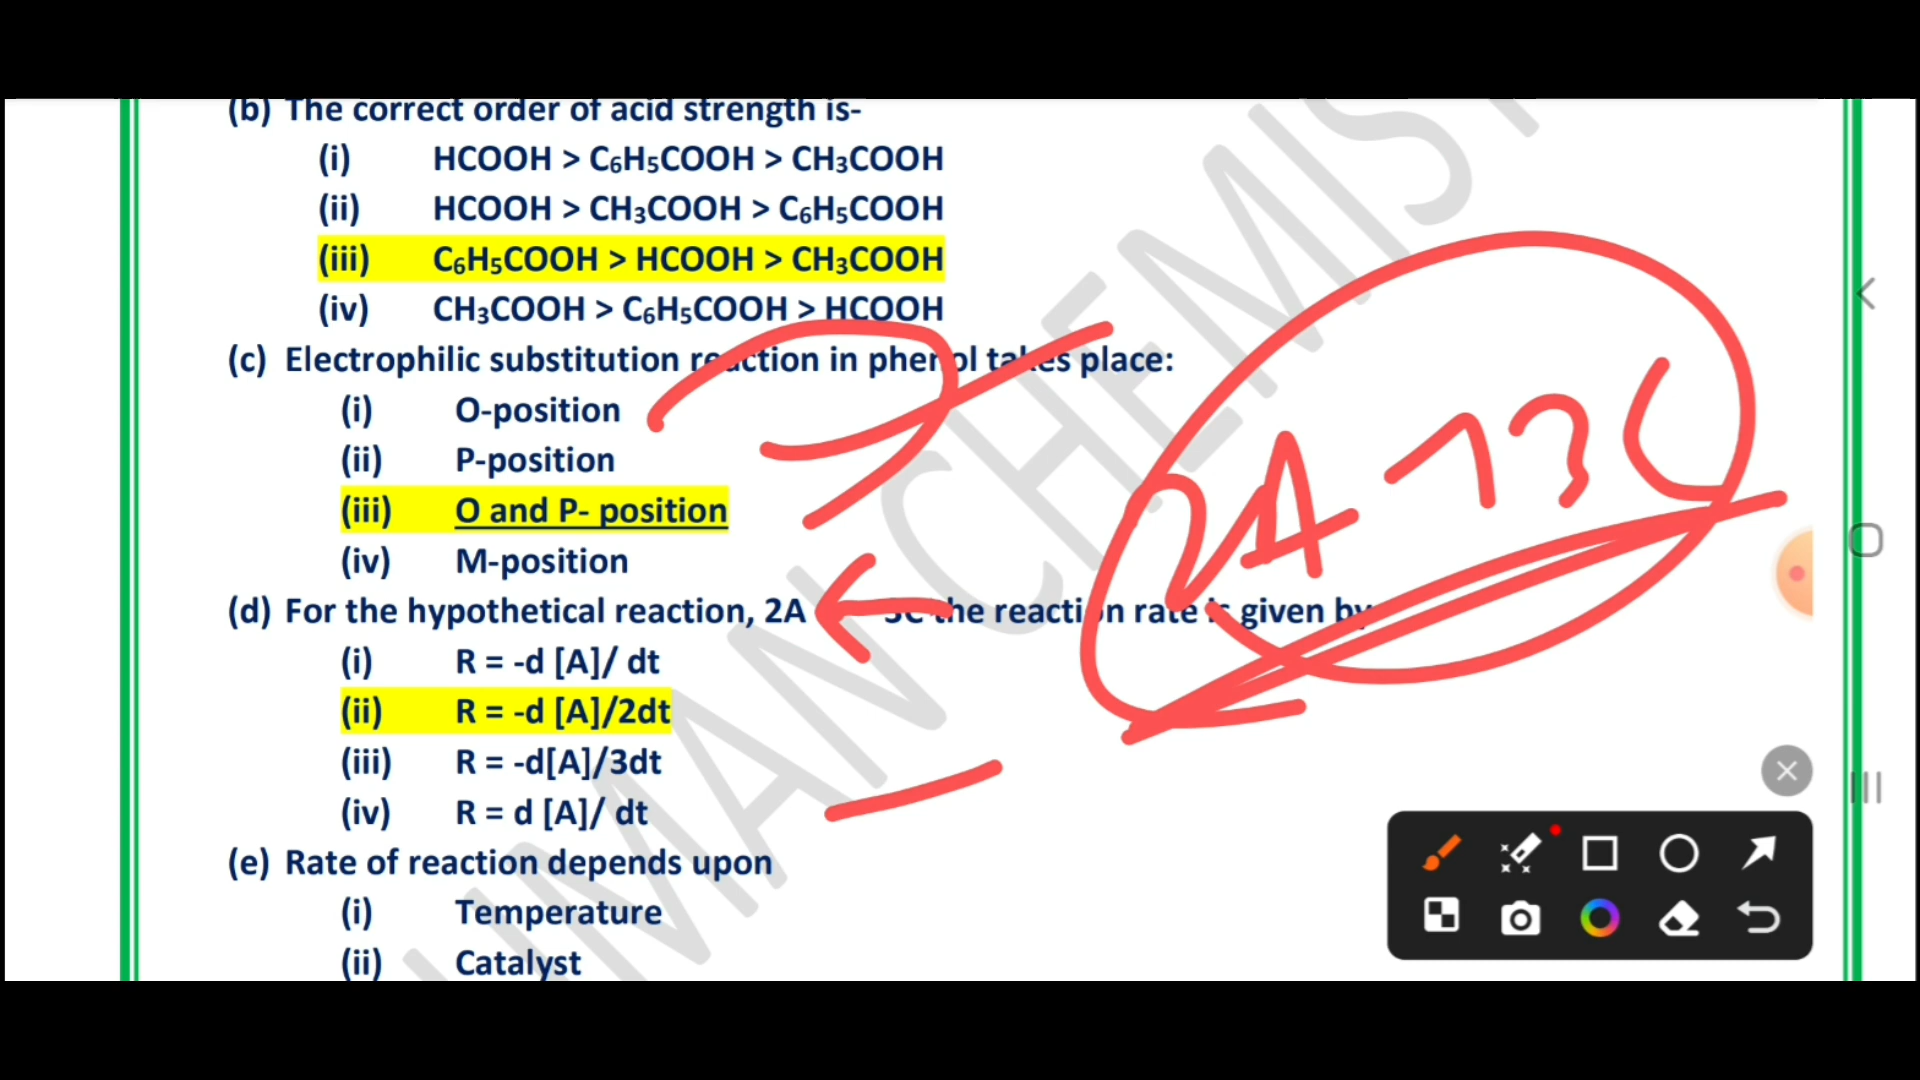 (b) The correct order of acid strength is-
(i) HCOOH > C₆H₅COOH > CH₃COOH
(ii) HCOOH > CH₃COOH > C₆H₅COOH
(iii) C₆H₅COOH > HCOOH > CH₃COOH
(iv) CH₃COOH > C₆H₅COOH > HCOOH
(c) Electrophilic substitution reaction in phenol takes place:
(i) O-position
(ii) P-position
(iii) O and P- position
(iv) M-position
(d) For the hypothetical reaction, 2A 3C the reaction rate is given by
(i) R = -d [A]/ dt
(ii) R = -d [A]/2dt
(iii) R = -d[A]/3dt
(iv) R = d [A]/ dt
(e) Rate of reaction depends upon
(i) Temperature
(ii) Catalyst
2A → 3C